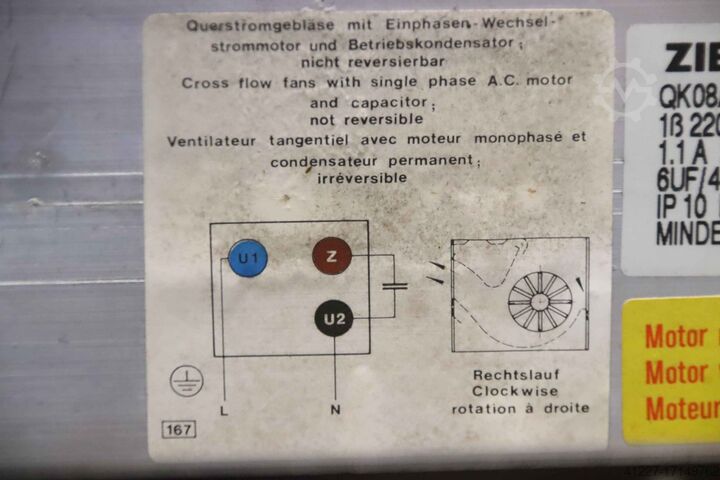 Querstromgebläse mit Einphasen-Wechsel-
strommotor und Betriebskondensator;
nicht reversierbar
Cross flow fans with single phase A.C. motor
and capacitor;
not reversible
Ventilateur tangentiel avec moteur monophasé et
condensateur permanent;
irréversible
U1
Z
U2
L
N
167
Rechtslauf
Clockwise
rotation à droite
ZIE
QK08
1ß 220
1.1 A
6UF/4
IP 10
MINDE
Motor
Motor
Moteur